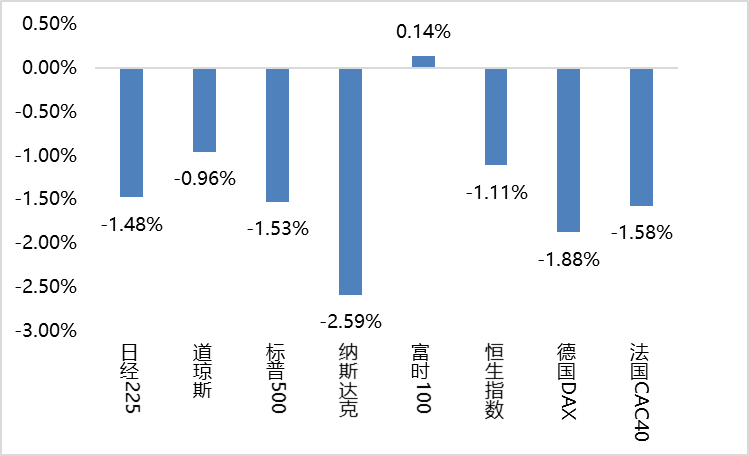 0.50%
0.00%
-0.50%
-1.00%
-1.50%
-2.00%
-2.50%
-3.00%
-1.48%
-0.96%
-1.53%
-2.59%
0.14%
-1.11%
-1.88%
-1.58%
日经225
道琼斯
标普500
纳斯达克
富时100
恒生指数
德国DAX
法国CAC40